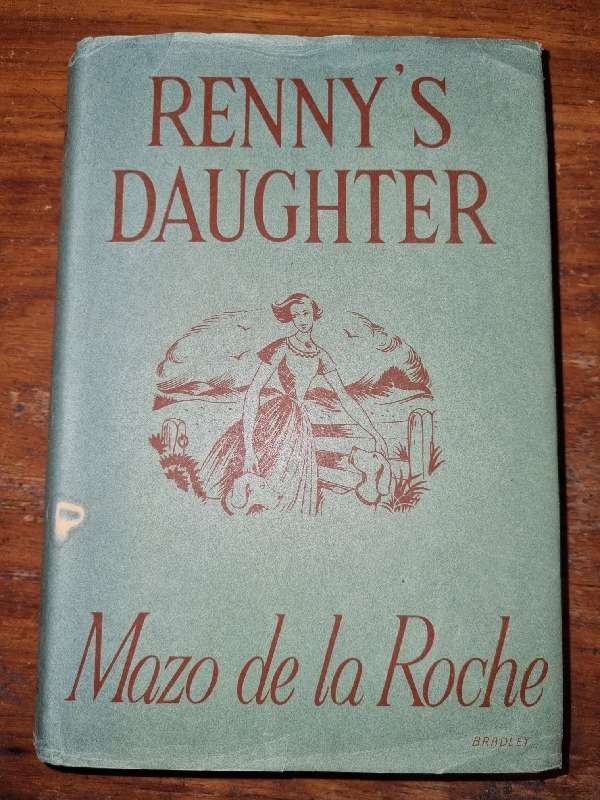 RENNY'S
DAUGHTER
Mazo de la Roche
BRADLEY